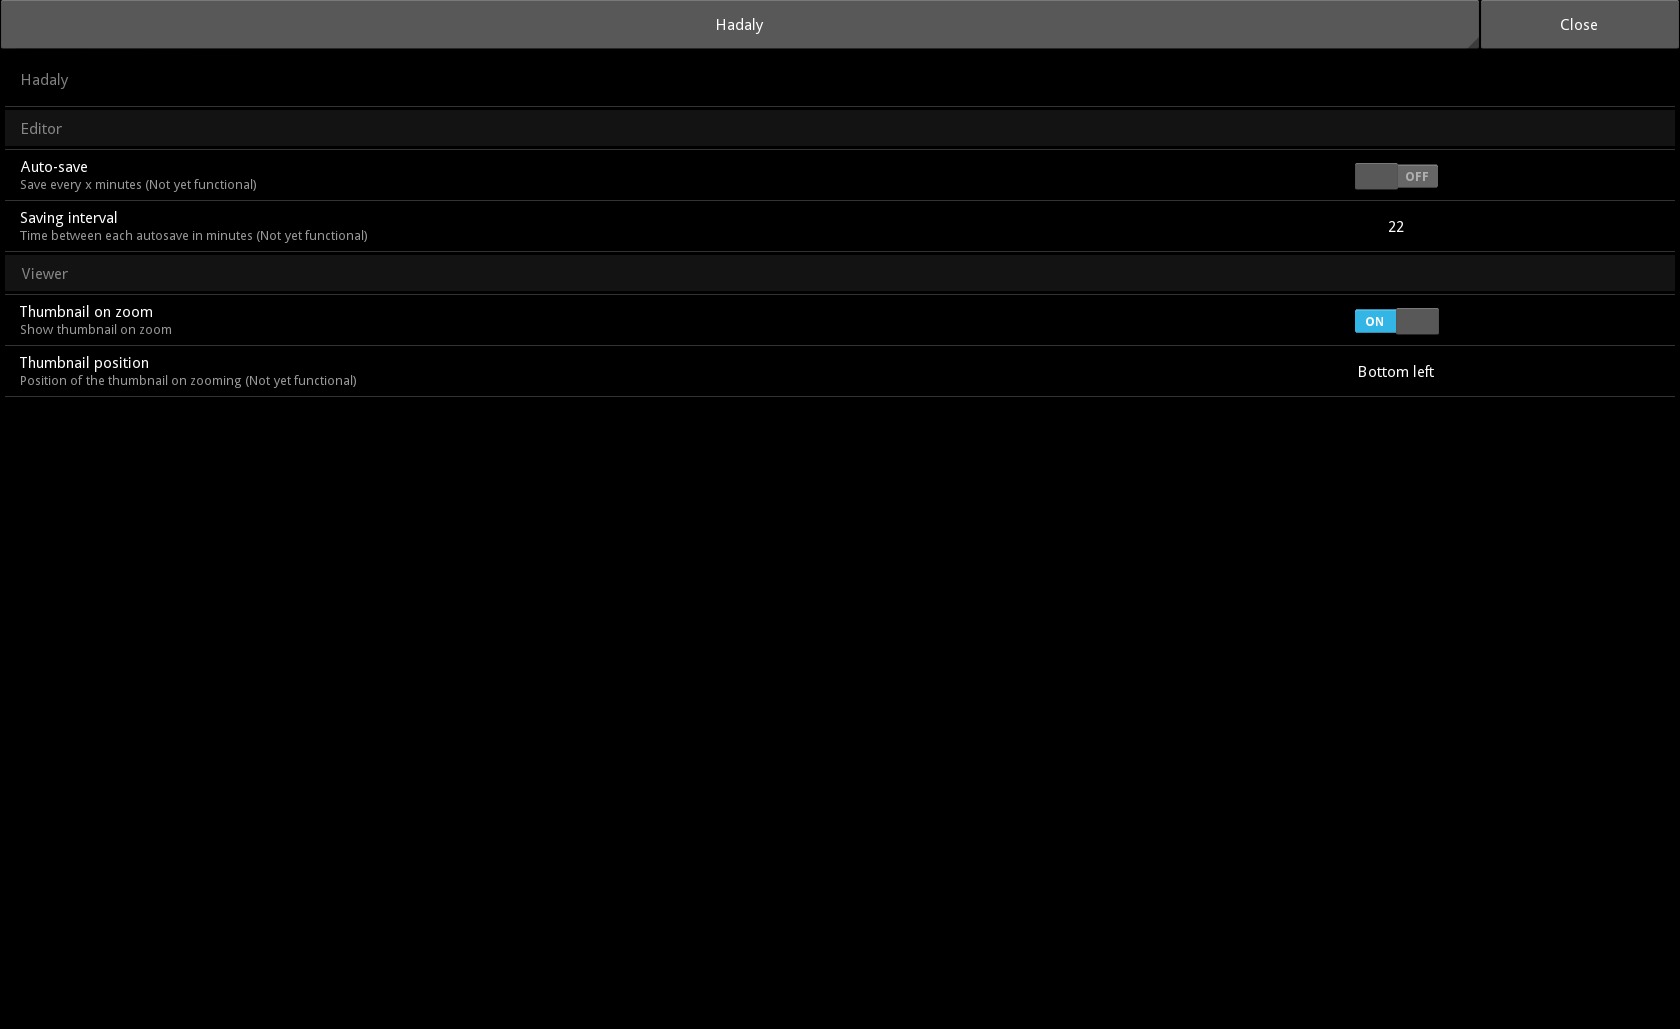 Hadaly
Close
Hadaly
Editor
Auto-save
Save every x minutes (Not yet functional)
OFF
Saving interval
Time between each autosave in minutes (Not yet functional)
22
Viewer
Thumbnail on zoom
Show thumbnail on zoom
ON
Thumbnail position
Position of the thumbnail on zooming (Not yet functional)
Bottom left